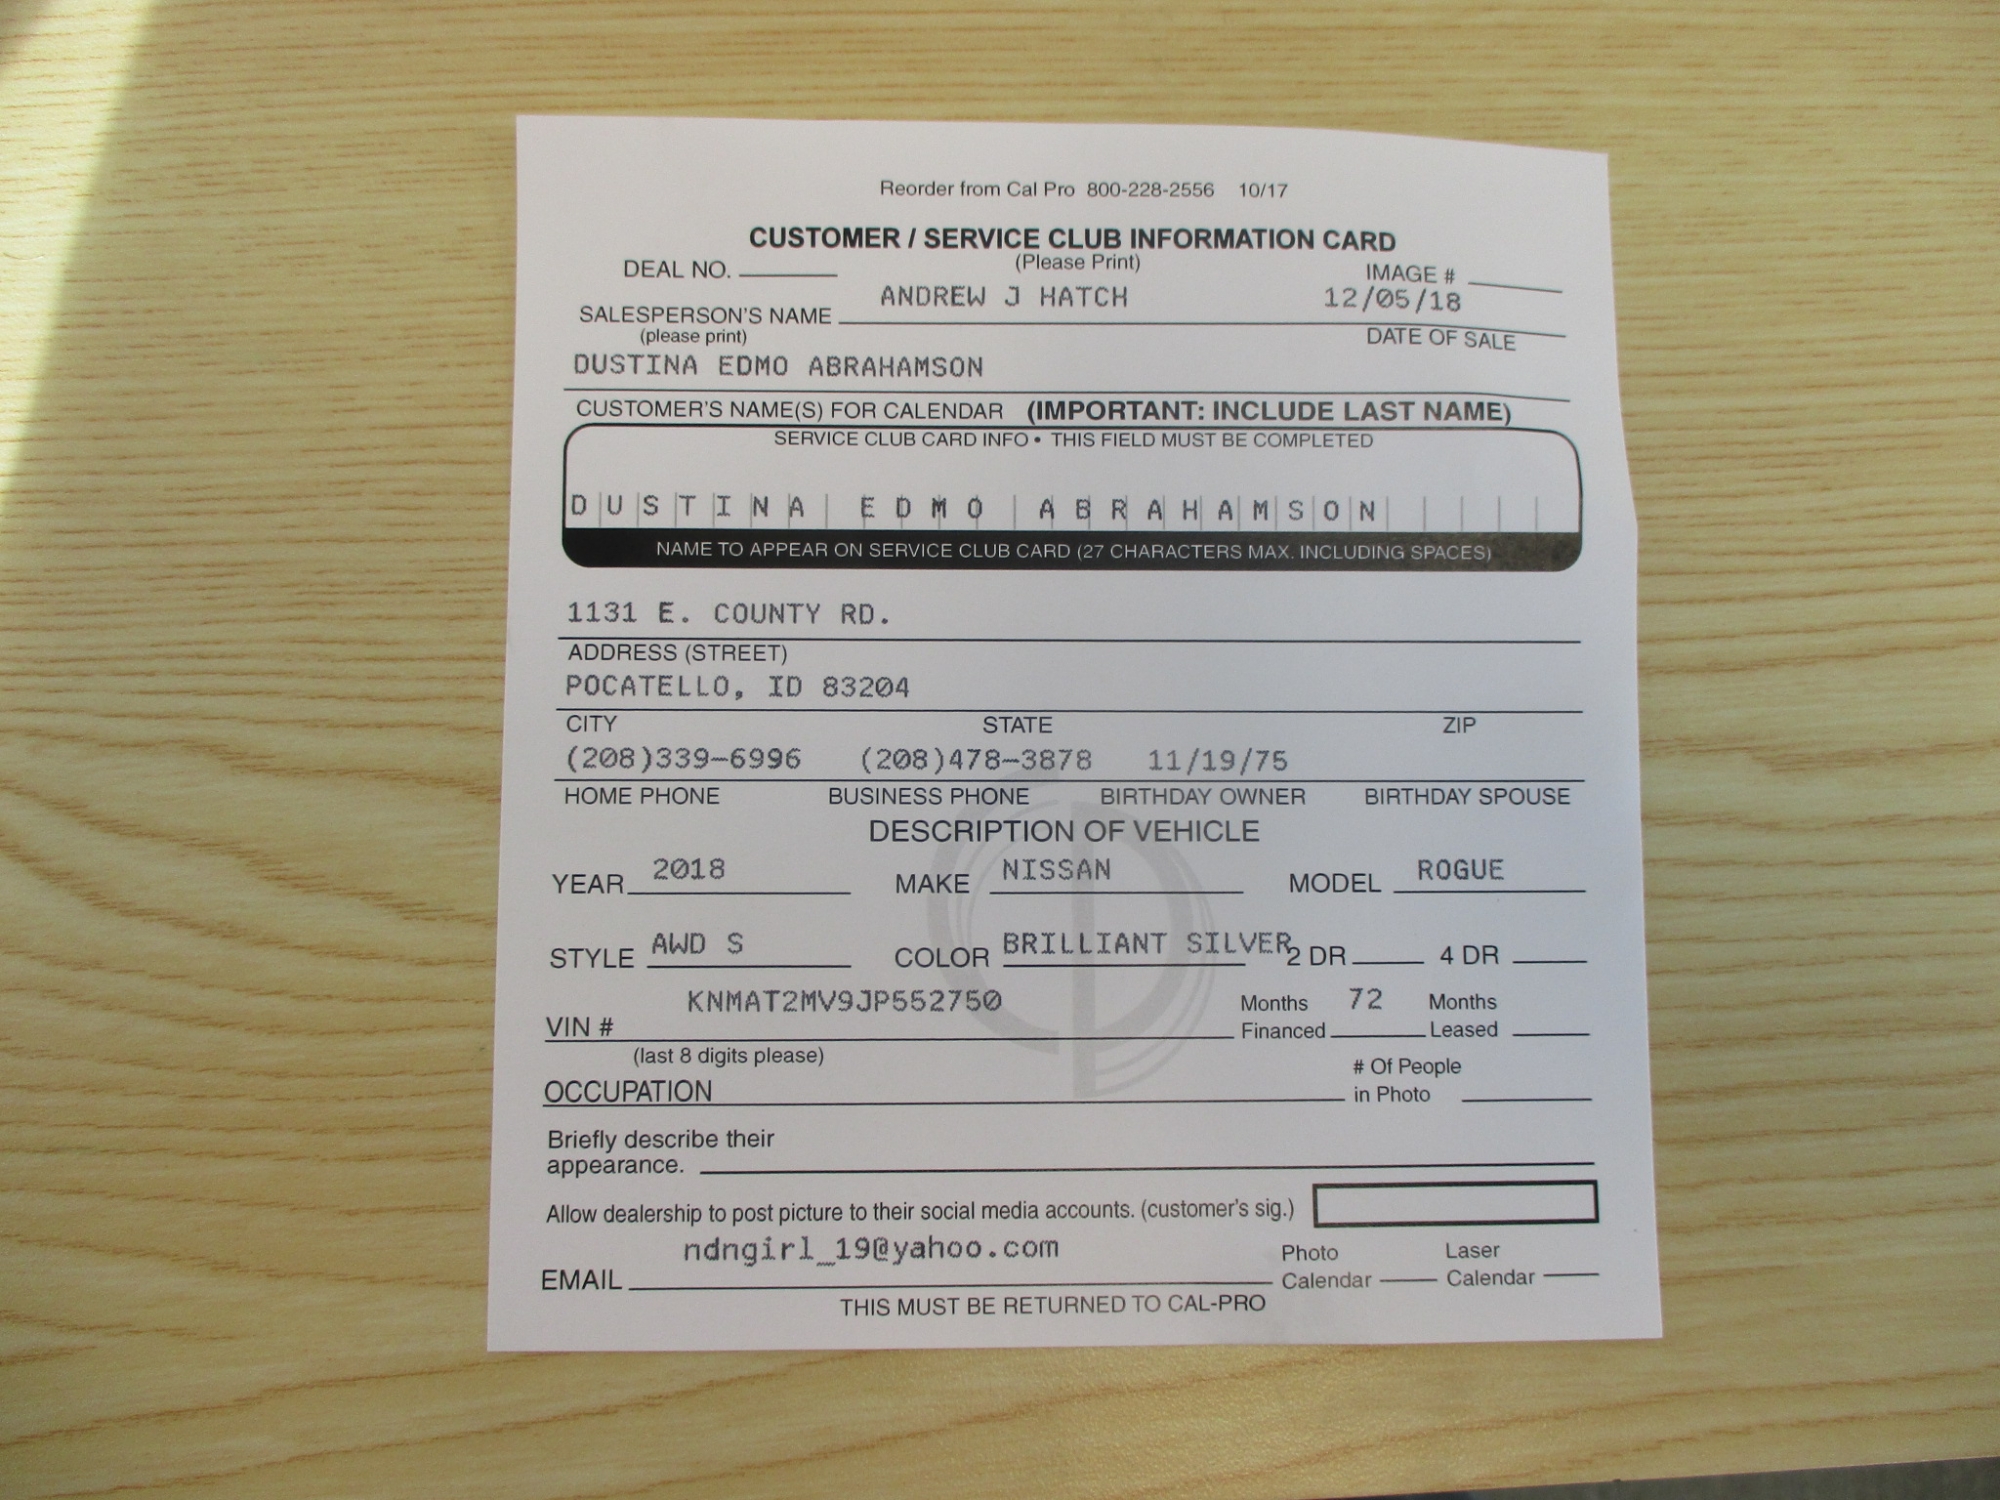 Reorder from Cal Pro 800-228-2556 10/17
CUSTOMER / SERVICE CLUB INFORMATION CARD
DEAL NO. (Please Print) IMAGE #
ANDREW J HATCH 12/05/18
SALESPERSON'S NAME
(please print) DATE OF SALE
DUSTINA EDMO ABRAHAMSON
CUSTOMER'S NAME(S) FOR CALENDAR (IMPORTANT: INCLUDE LAST NAME)
SERVICE CLUB CARD INFO • THIS FIELD MUST BE COMPLETED
DUSTINA EDMO ABRAHAMSON
NAME TO APPEAR ON SERVICE CLUB CARD (27 CHARACTERS MAX. INCLUDING SPACES)
1131 E. COUNTY RD.
ADDRESS (STREET)
POCATELLO, ID 83204
CITY STATE ZIP
(208)339-6996 (208)478-3878 11/19/75
HOME PHONE BUSINESS PHONE BIRTHDAY OWNER BIRTHDAY SPOUSE
DESCRIPTION OF VEHICLE
YEAR 2018 MAKE NISSAN MODEL ROGUE
STYLE AWD S COLOR BRILLIANT SILVER 2 DR 4 DR
KNMAT2MV9JP552750 Months 72 Months
VIN # Financed Leased
(last 8 digits please) # Of People
OCCUPATION in Photo
Briefly describe their
appearance.
Allow dealership to post picture to their social media accounts. (customer's sig.)
ndngirl_19@yahoo.com Photo Laser
EMAIL Calendar Calendar
THIS MUST BE RETURNED TO CAL-PRO